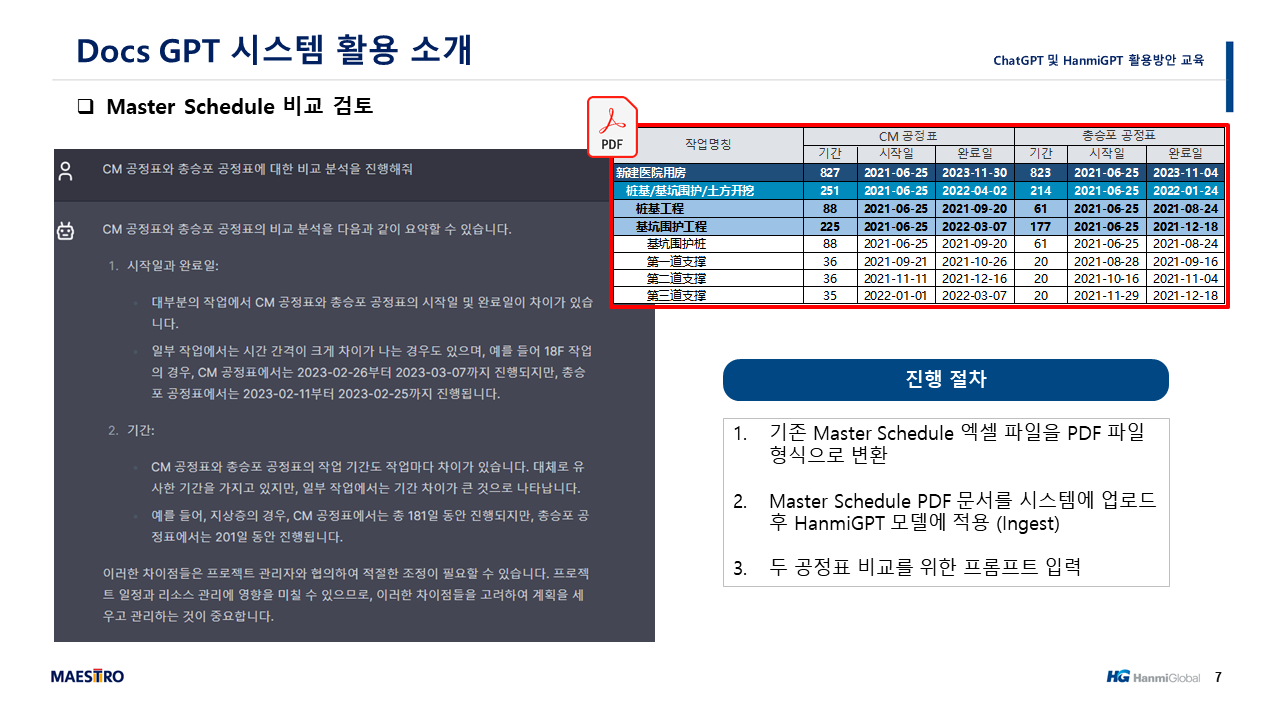 Docs GPT 시스템 활용 소개
ChatGPT 및 HanmiGPT 활용방안 교육
❑ Master Schedule 비교 검토
PDF
작업명칭 CM 공정표 총승포 공정표
기간 시작일 완료일 기간 시작일 완료일
新建医院用房 827 2021-06-25 2023-11-30 823 2021-06-25 2023-11-04
桩基/基坑围护/土方开挖 251 2021-06-25 2022-04-02 214 2021-06-25 2022-01-24
桩基工程 88 2021-06-25 2021-09-20 61 2021-06-25 2021-08-24
基坑围护工程 225 2021-06-25 2022-03-07 177 2021-06-25 2021-12-18
基坑围护桩 88 2021-06-25 2021-09-20 61 2021-06-25 2021-08-24
第一道支撑 36 2021-09-21 2021-10-26 20 2021-08-28 2021-09-16
第二道支撑 36 2021-11-11 2021-12-16 20 2021-10-16 2021-11-04
第三道支撑 35 2022-01-01 2022-03-07 20 2021-11-29 2021-12-18
CM 공정표와 총승포 공정표에 대한 비교 분석을 진행해줘
CM 공정표와 총승포 공정표의 비교 분석을 다음과 같이 요약할 수 있습니다.
1. 시작일과 완료일:
대부분의 작업에서 CM 공정표와 총승포 공정표의 시작일 및 완료일이 차이가 있습
니다.
일부 작업에서는 시간 간격이 크게 차이가 나는 경우도 있으며, 예를 들어 18F 작업
의 경우, CM 공정표에서는 2023-02-26부터 2023-03-07까지 진행되지만, 총승
포 공정표에서는 2023-02-11부터 2023-02-25까지 진행됩니다.
2. 기간:
CM 공정표와 총승포 공정표의 작업 기간도 작업마다 차이가 있습니다. 대체로 유
사한 기간을 가지고 있지만, 일부 작업에서는 기간 차이가 큰 것으로 나타납니다.
예를 들어, 지상층의 경우, CM 공정표에서는 총 181일 동안 진행되지만, 총승포 공
정표에서는 201일 동안 진행됩니다.
이러한 차이점들은 프로젝트 관리자와 협의하여 적절한 조정이 필요할 수 있습니다. 프로젝
트 일정과 리소스 관리에 영향을 미칠 수 있으므로, 이러한 차이점들을 고려하여 계획을 세
우고 관리하는 것이 중요합니다.
진행 절차
1. 기존 Master Schedule 엑셀 파일을 PDF 파일
형식으로 변환
2. Master Schedule PDF 문서를 시스템에 업로드
후 HanmiGPT 모델에 적용 (Ingest)
3. 두 공정표 비교를 위한 프롬프트 입력
MAESTRO
HG HanmiGlobal 7